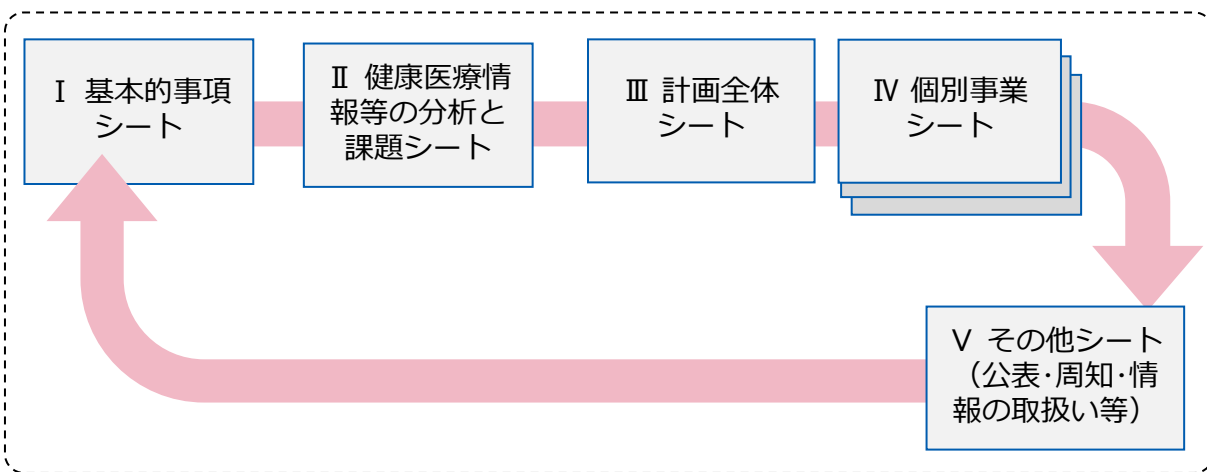 Ⅰ 基本的事項
シート
Ⅱ 健康医療情
報等の分析と
課題シート
Ⅲ 計画全体
シート
Ⅳ 個別事業
シート
Ⅴ その他シート
（公表・周知・情
報の取扱い等）